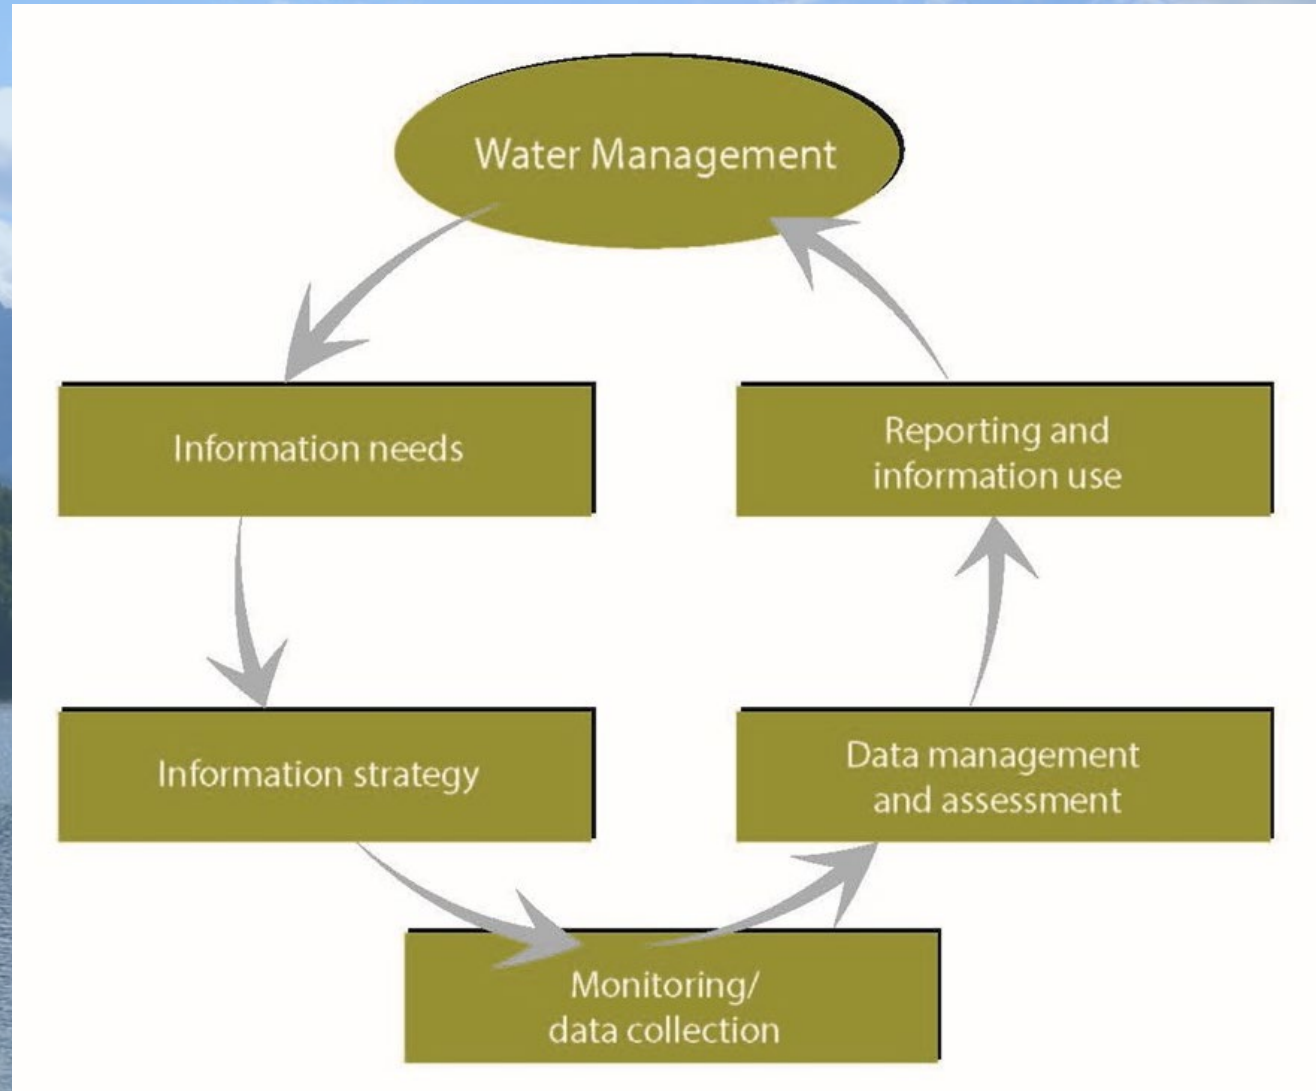 Water Management
Information needs
Reporting and
information use
Information strategy
Data management
and assessment
Monitoring/
data collection